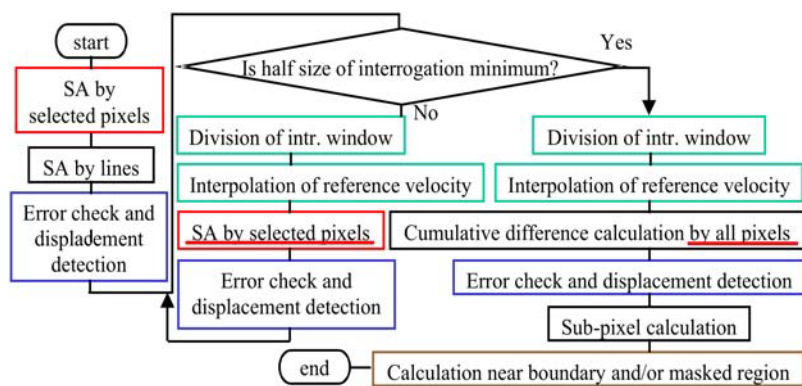 start
SA by
selected pixels
SA by lines
Error check and
displacement
detection
Is half size of interrogation minimum?
Yes
No
Division of intr. window
Interpolation of reference velocity
SA by selected pixels
Error check and
displacement detection
Division of intr. window
Interpolation of reference velocity
Cumulative difference calculation by all pixels
Error check and displacement detection
Sub-pixel calculation
Calculation near boundary and/or masked region
end